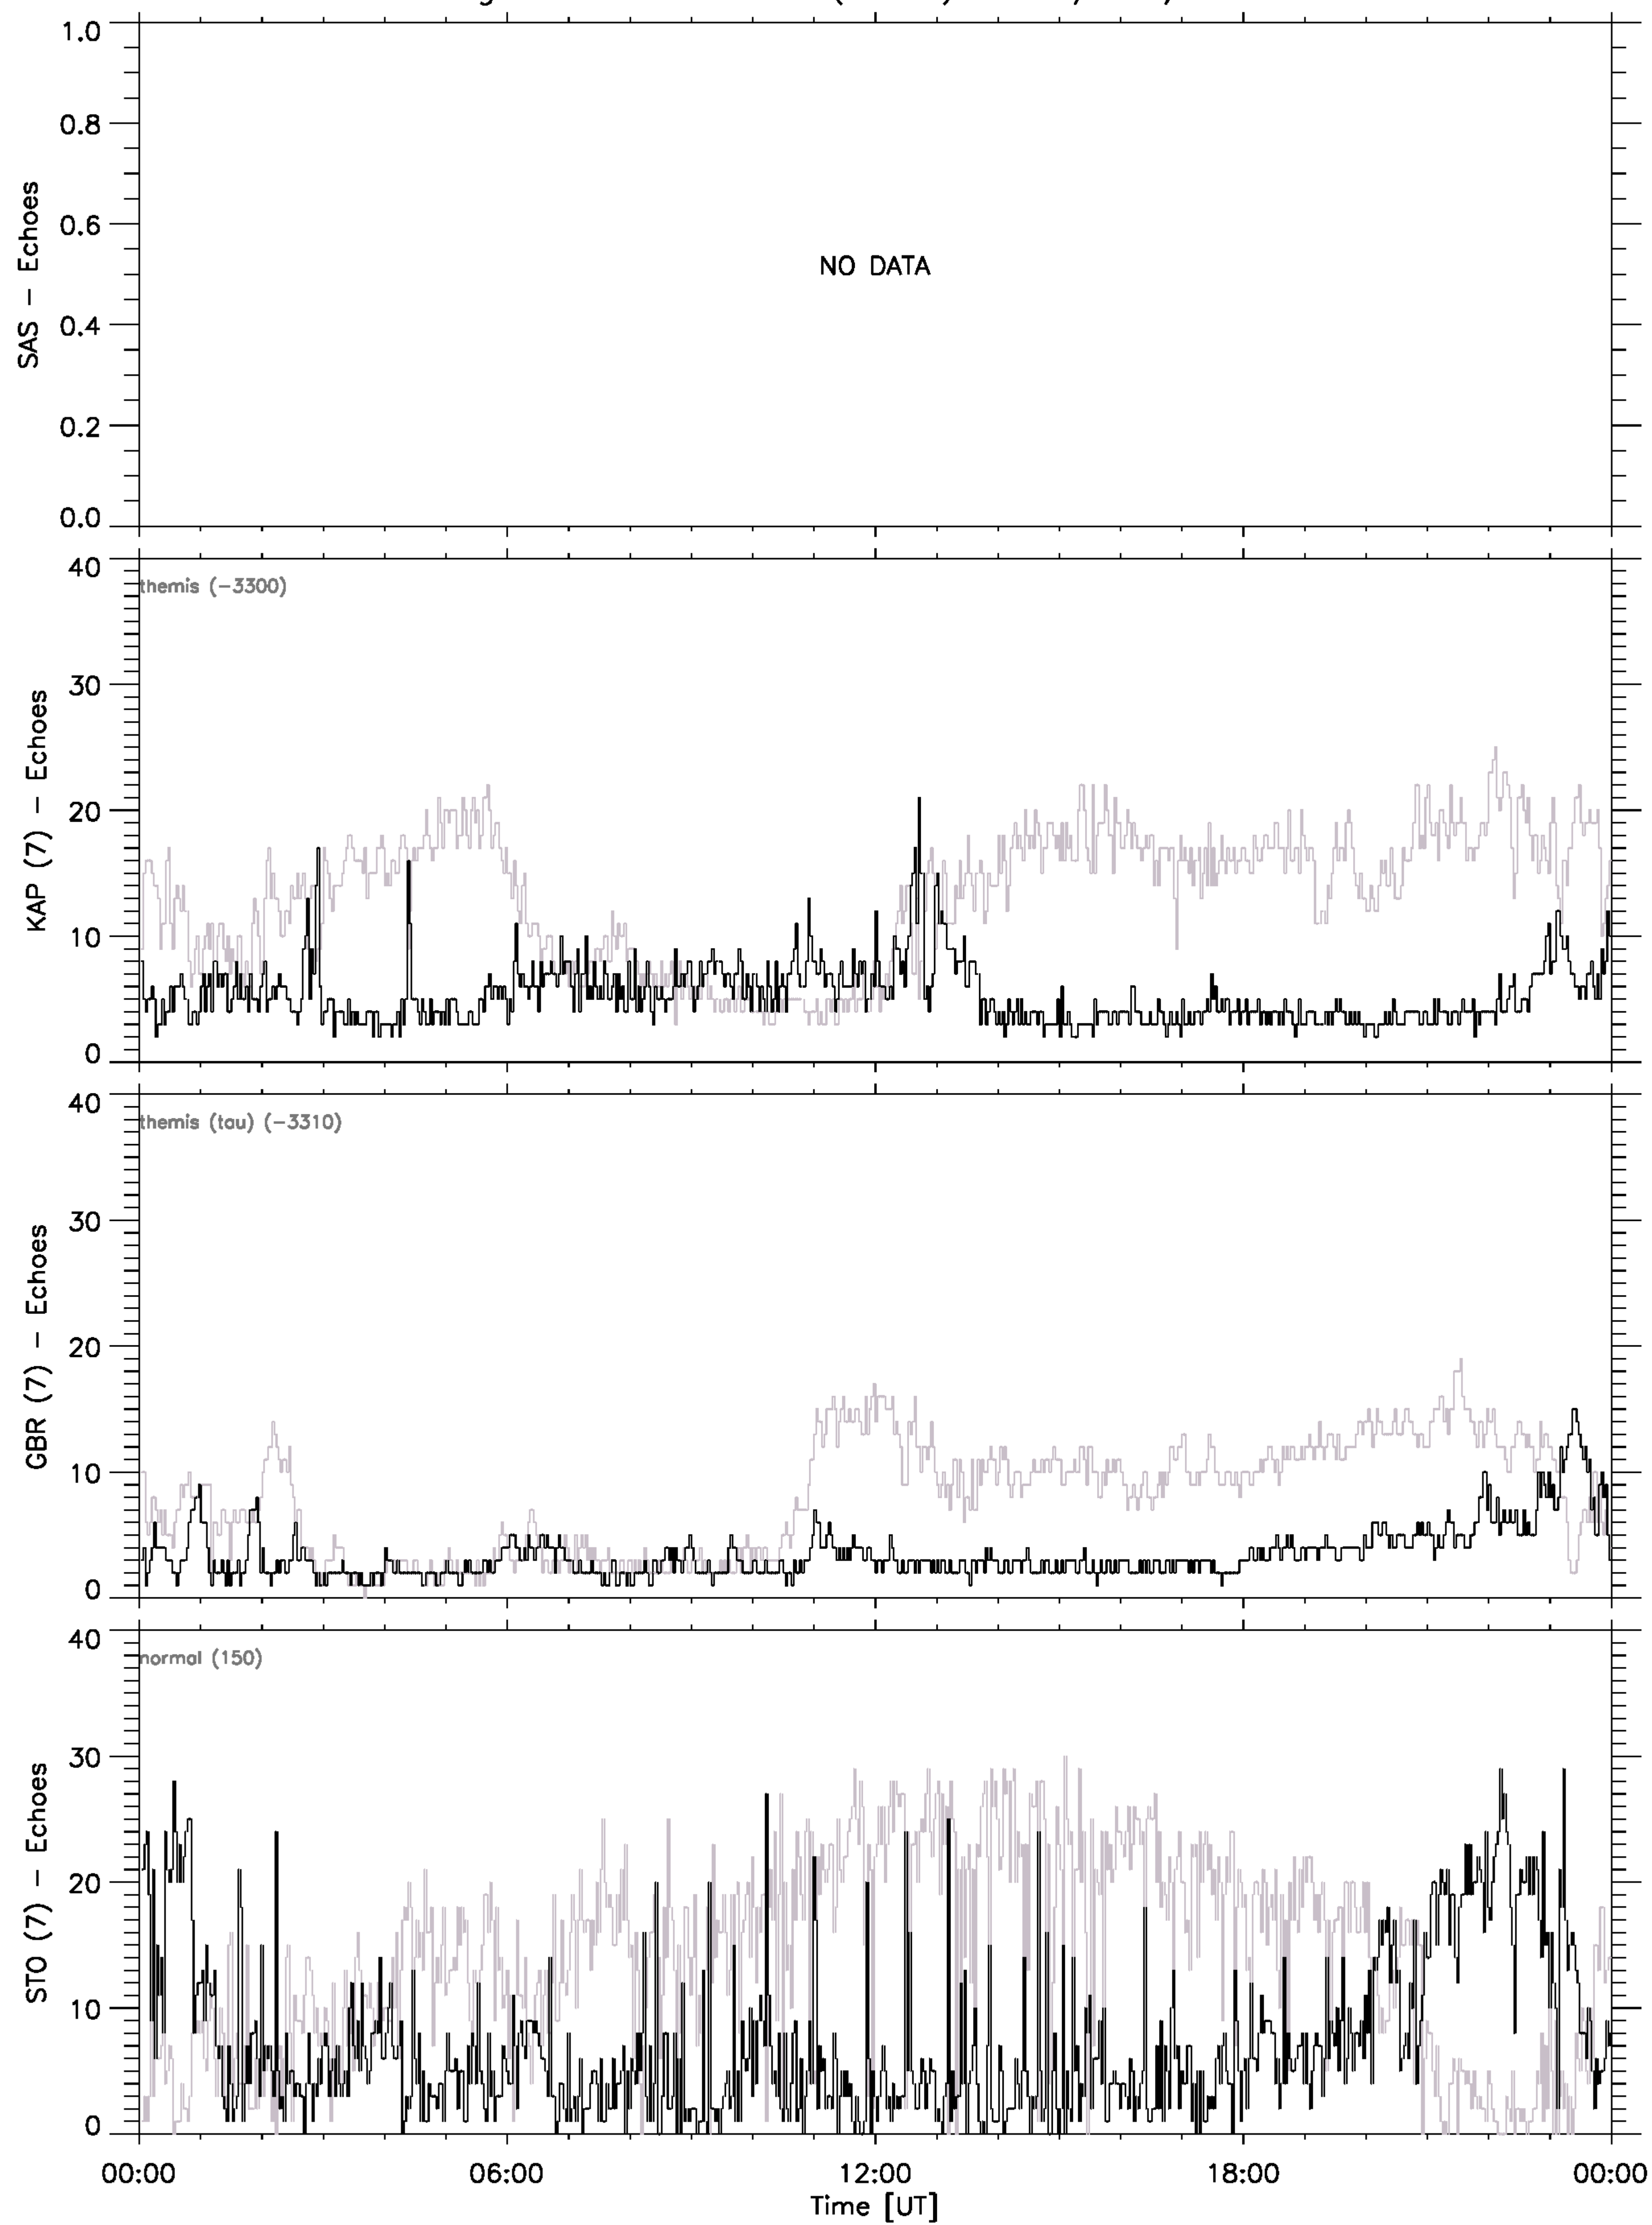 1.0
0.8
0.6
0.4
0.2
0.0
SAS - Echoes
NO DATA
40
30
20
10
0
KAP (7) - Echoes
themis (-3300)
40
30
20
10
0
GBR (7) - Echoes
themis (tau) (-3310)
40
30
20
10
0
STO (7) - Echoes
normal (150)
00:00 06:00 12:00 18:00 00:00
Time [UT]